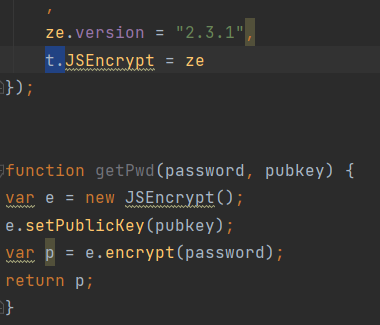 ,
ze.version = "2.3.1",
t.JSEncrypt = ze
});
function getPwd(password, pubkey) {
var e = new JSEncrypt();
e.setPublicKey(pubkey);
var p = e.encrypt(password);
return p;
}